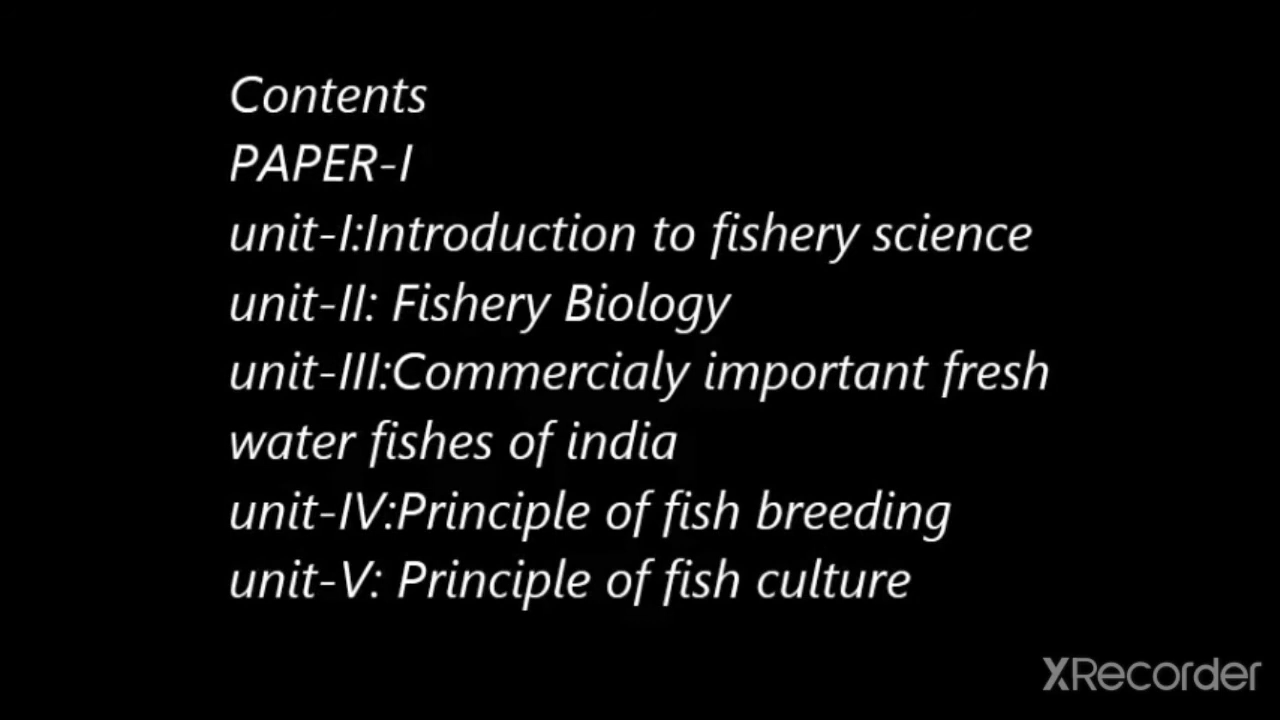 Contents
PAPER-I
unit-I:Introduction to fishery science
unit-II: Fishery Biology
unit-III:Commercialy important fresh
water fishes of india
unit-IV:Principle of fish breeding
unit-V: Principle of fish culture
XRecorder